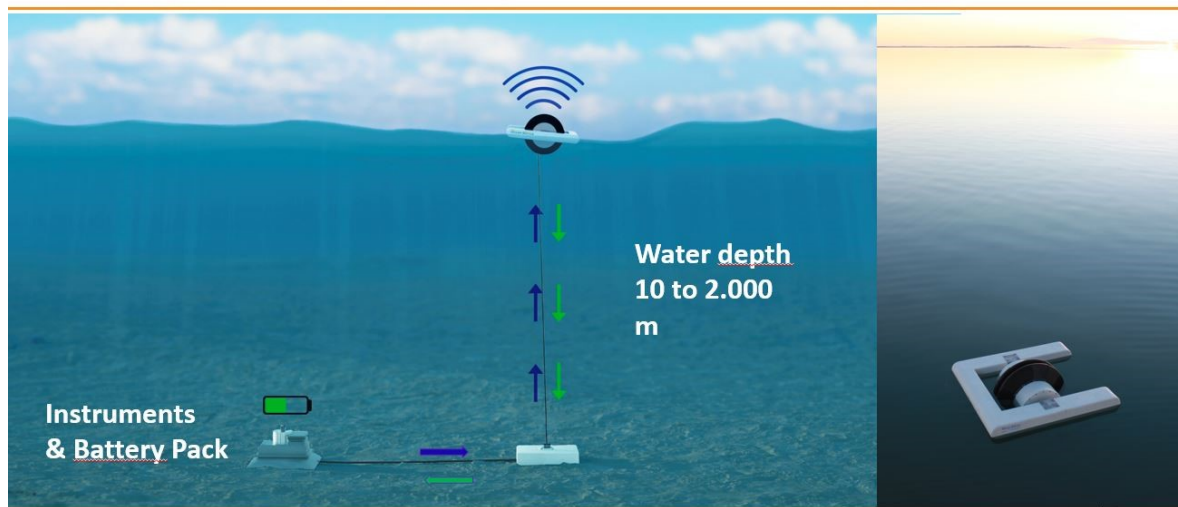 Water depth
10 to 2.000
m
Instruments
& Battery Pack